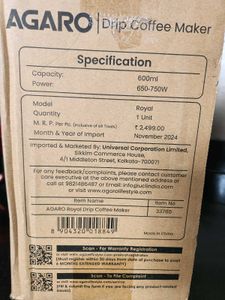 AGARO Drip Coffee Maker
Specification
Capacity: 600ml
Power: 650-750W
Model Royal
Quantity 1 Unit
M. R. P. Per Pc. (Inclusive of all Taxes) ₹ 2,499.00
Month & Year of Import November 2024
Imported & Marketed By: Universal Corporation Limited,
Sikkim Commerce House,
4/1 Middleton Street, Kolkata-700071
For any feedback/complaints, please contact customer
care executive at the above mentioned address or
call at 9821486487 or Email: info@uclindia.com
visit at www.agarolifestyle.com
Item Name Item No.
AGARO Royal Drip Coffee Maker 33785
Made in China
Scan - For Warranty Registration
Scan - To File Complaint